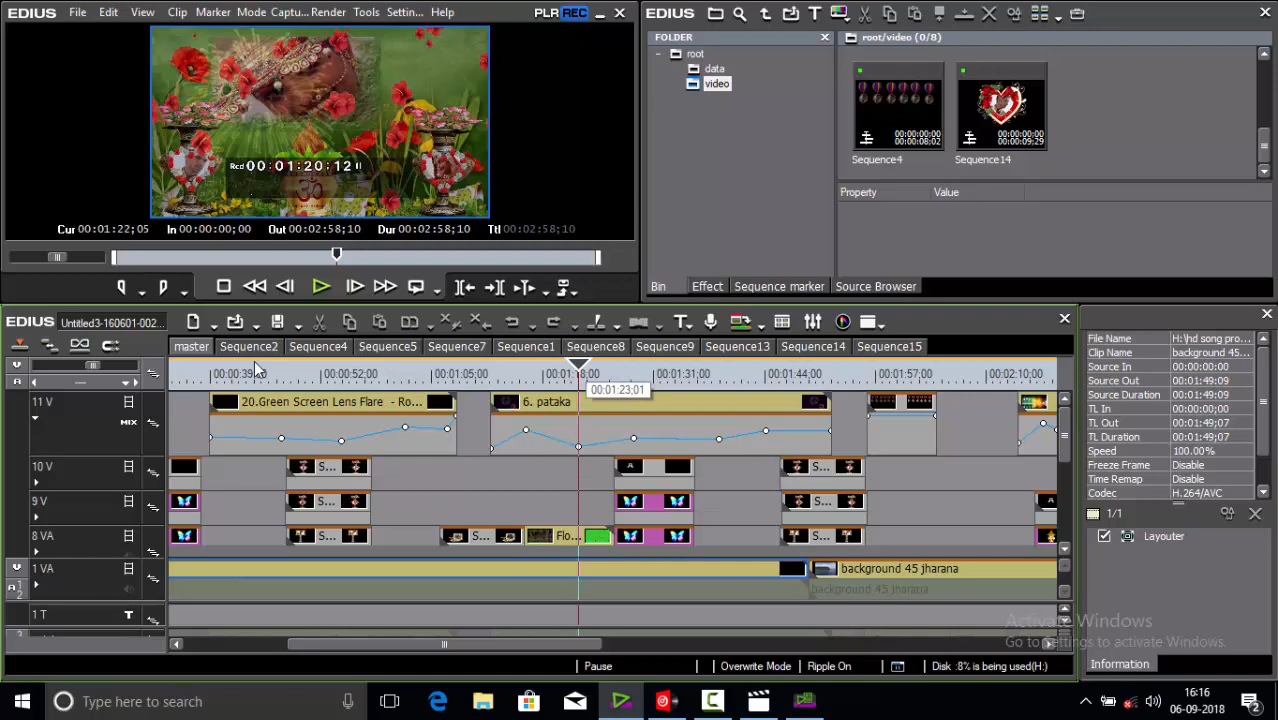 EDIUS File Edit View Clip Marker Mode Captu... Render Tools Settin... Help PLR REC
Rcd 00:01:20;12
Cur 00:01:22;05 In 00:00:00;00 Out 00:02:58;10 Dur 00:02:58;10 Ttl 00:02:58;10
EDIUS
FOLDER
root
data
video
root/video (0/8)
00:00:00;00
00:00:08;02
00:00:00;00
00:00:09;29
Sequence4 Sequence14
Property Value
Bin Effect Sequence marker Source Browser
EDIUS Untitled3-160601-002...
master Sequence2 Sequence4 Sequence5 Sequence7 Sequence1 Sequence8 Sequence9 Sequence13 Sequence14 Sequence15
00:00:52;00 00:01:05;00 00:01:31;00 00:01:44;00 00:01:57;00 00:02:10;00
00:01:23;01
11 V 20.Green Screen Lens Flare - Ro... 6. pataka
MIX
10 V S... A S...
9 V S... S...
8 VA S... S... Flo... S...
1 VA background 45 jharana
background 45 jharana
1 T T
Pause Overwrite Mode Ripple On Disk :8% is being used(H:)
File Name H:\hd song pro...
Clip Name background 45...
Source In 00:00:00;00
Source Out 00:01:49;09
Source Duration 00:01:49;09
TL In 00:00:00;00
TL Out 00:01:49;07
TL Duration 00:01:49;07
Speed 100.00%
Freeze Frame Disable
Time Remap Disable
Codec H.264/AVC
1/1
Layouter
Activate Windows
Go to Settings to activate Windows.
Information
Type here to search
16:16
06-09-2018
2